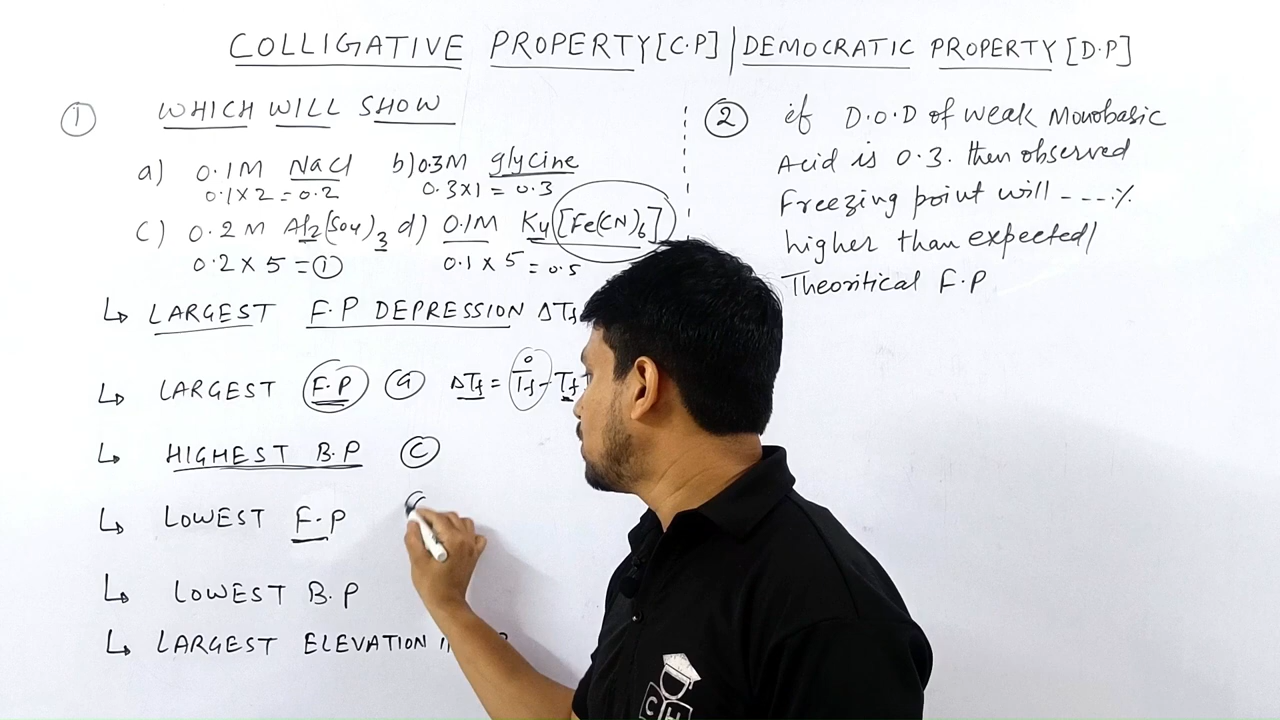 COLLIGATIVE PROPERTY[C.P] | DEMOCRATIC PROPERTY[D.P]
① WHICH WILL SHOW
a) 0.1M NaCl b) 0.3M glycine
0.1×2=0.2 0.3×1=0.3
c) 0.2M Al2(SO4)3 d) 0.1M K4[Fe(CN)6]
0.2×5=① 0.1×5=0.5
↳ LARGEST F.P DEPRESSION ΔTf
↳ LARGEST F.P ⓐ ΔTf = T°f - Tf
↳ HIGHEST B.P Ⓒ
↳ LOWEST F.P
↳ LOWEST B.P
↳ LARGEST ELEVATION
② if D.O.D of weak Monobasic
Acid is 0.3. then observed
Freezing point will ---%
higher than expected/
Theoritical F.P
CH